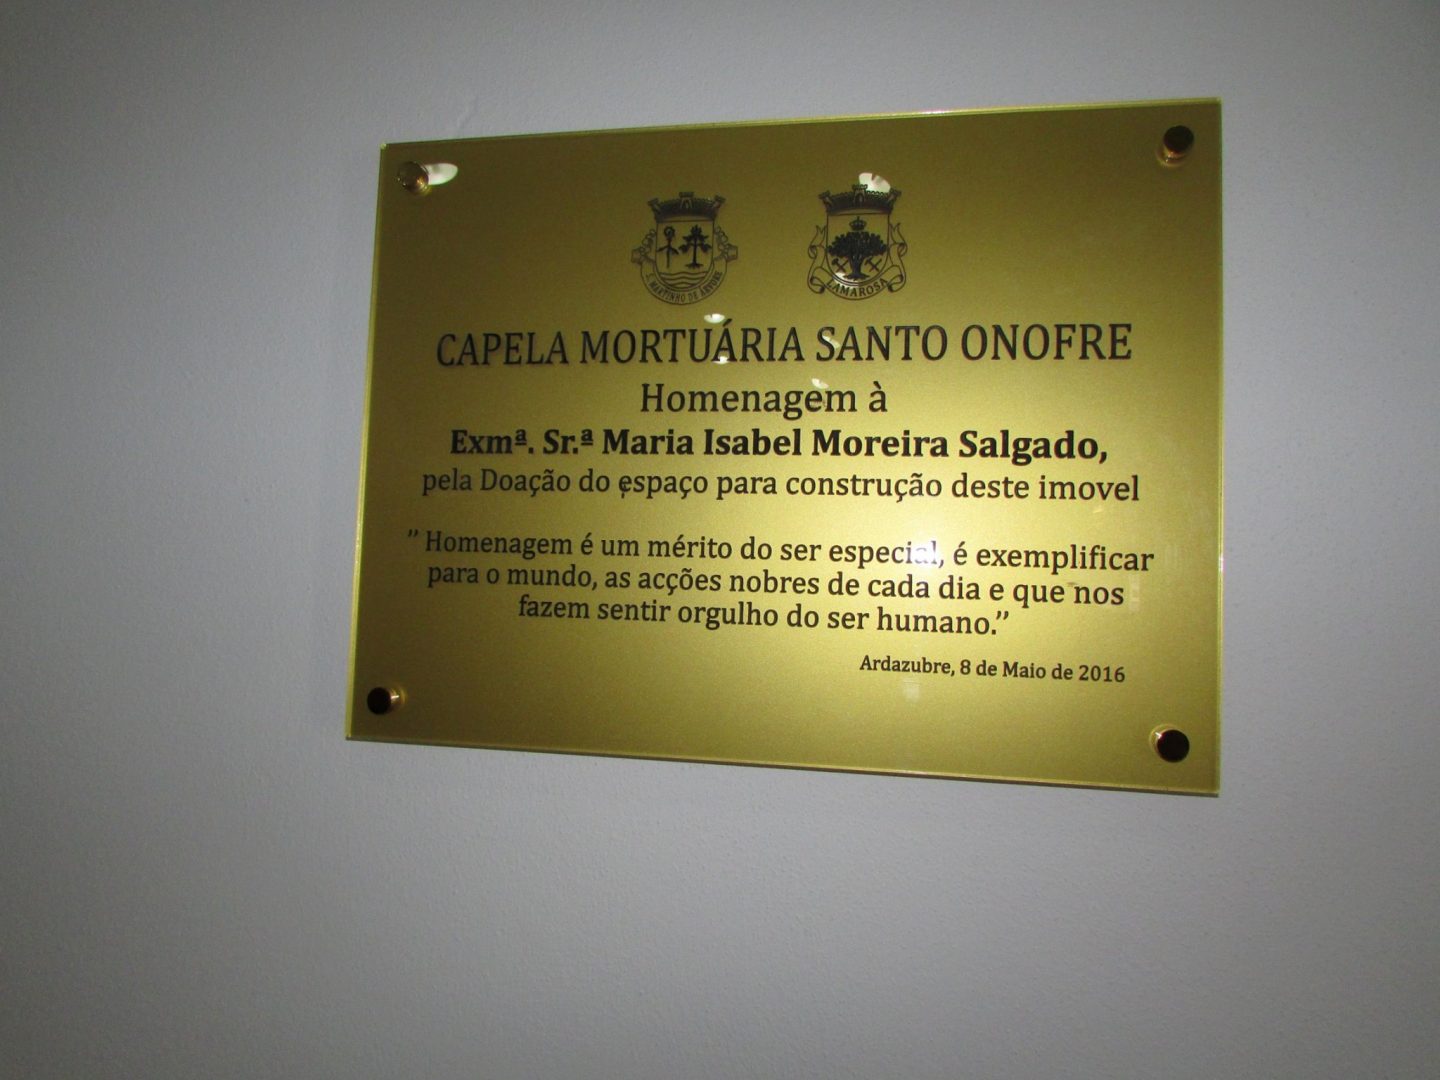 S. MARTINHO DE ÁRVORE
LAMAROSA
CAPELA MORTUÁRIA SANTO ONOFRE
Homenagem à
Exmª. Sr.ª Maria Isabel Moreira Salgado,
pela Doação do espaço para construção deste imovel
” Homenagem é um mérito do ser especial, é exemplificar
para o mundo, as acções nobres de cada dia e que nos
fazem sentir orgulho do ser humano.”
Ardazubre, 8 de Maio de 2016